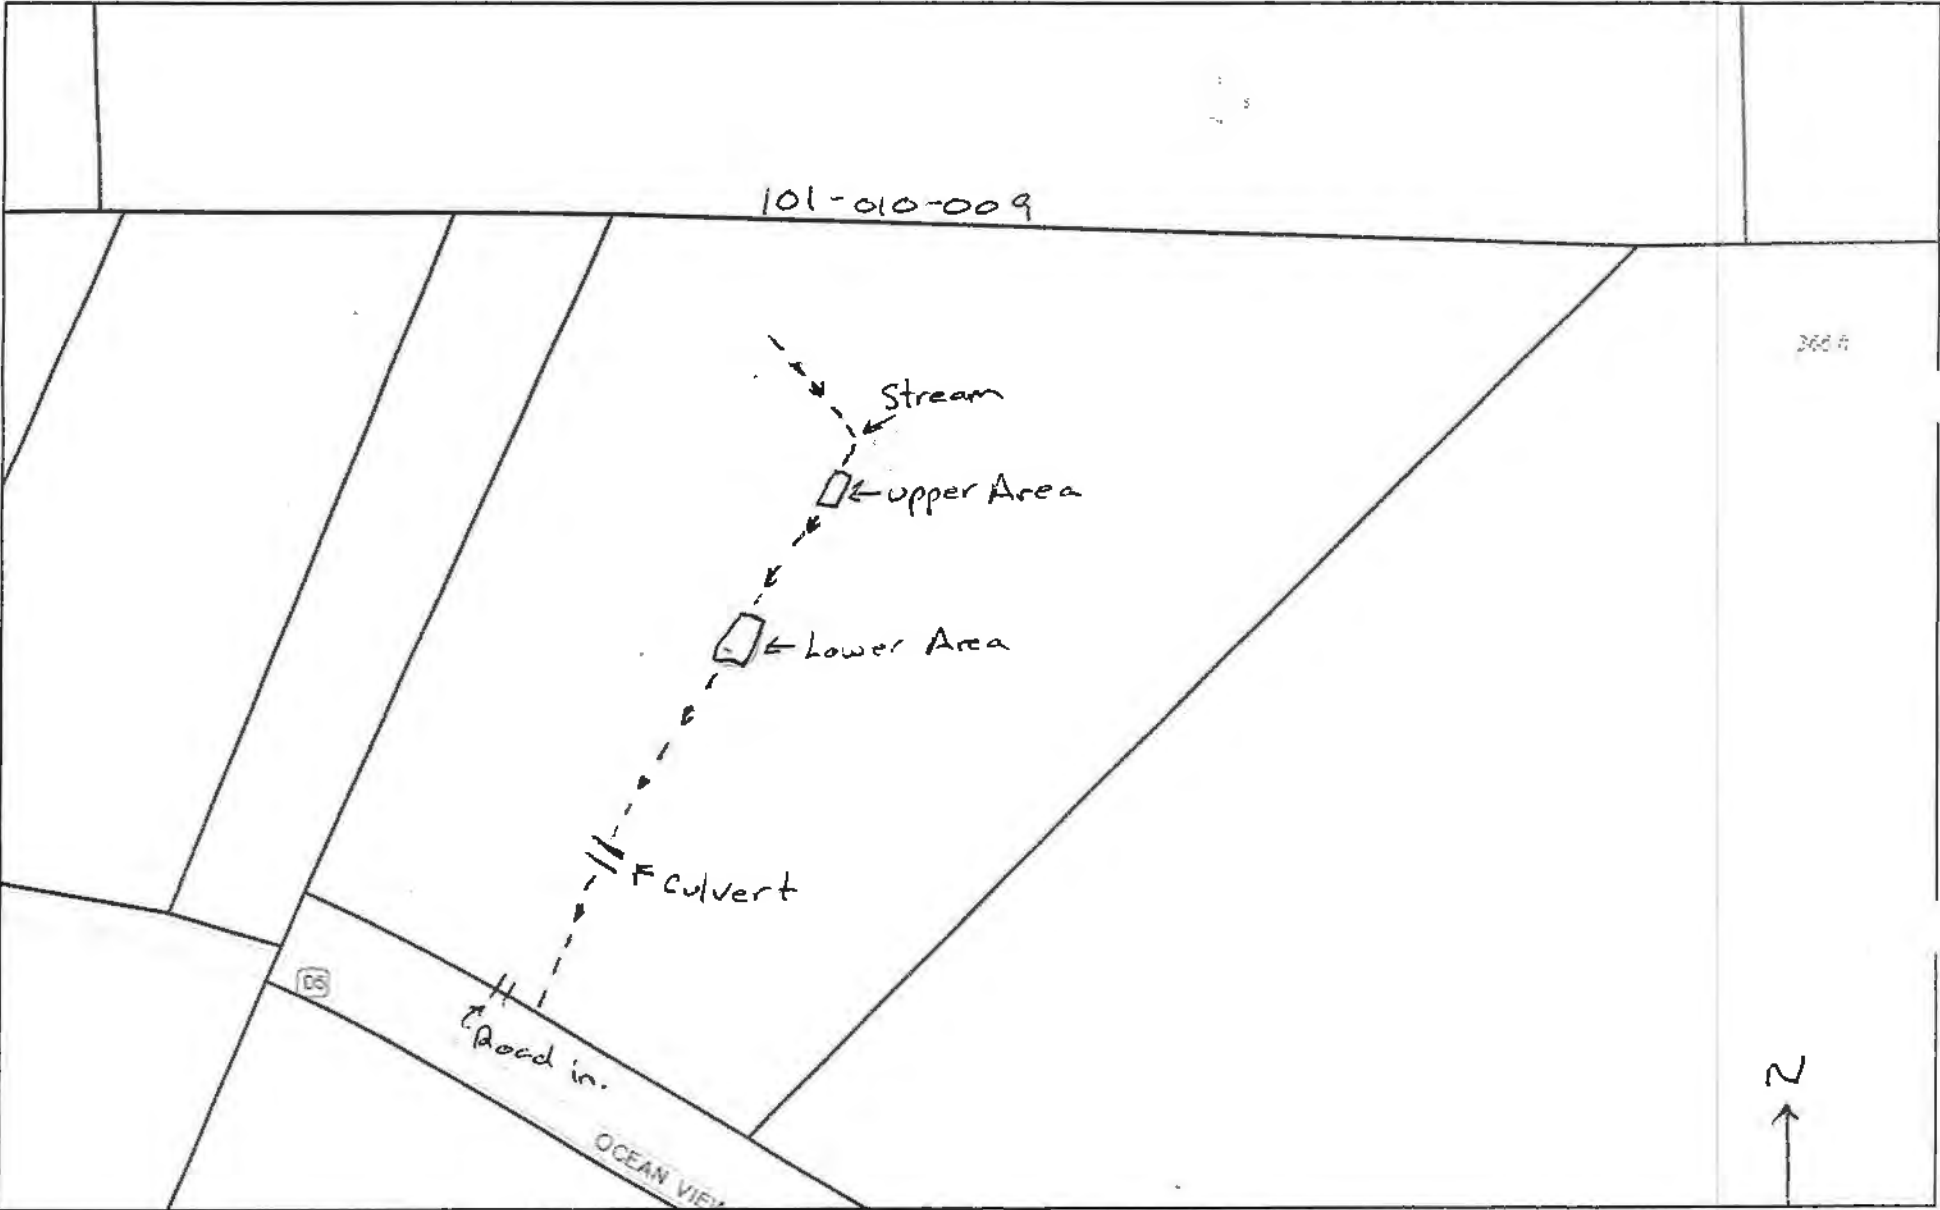 101-010-009
Stream
upper Area
Lower Area
Culvert
Road in.
OCEAN VIEW
N